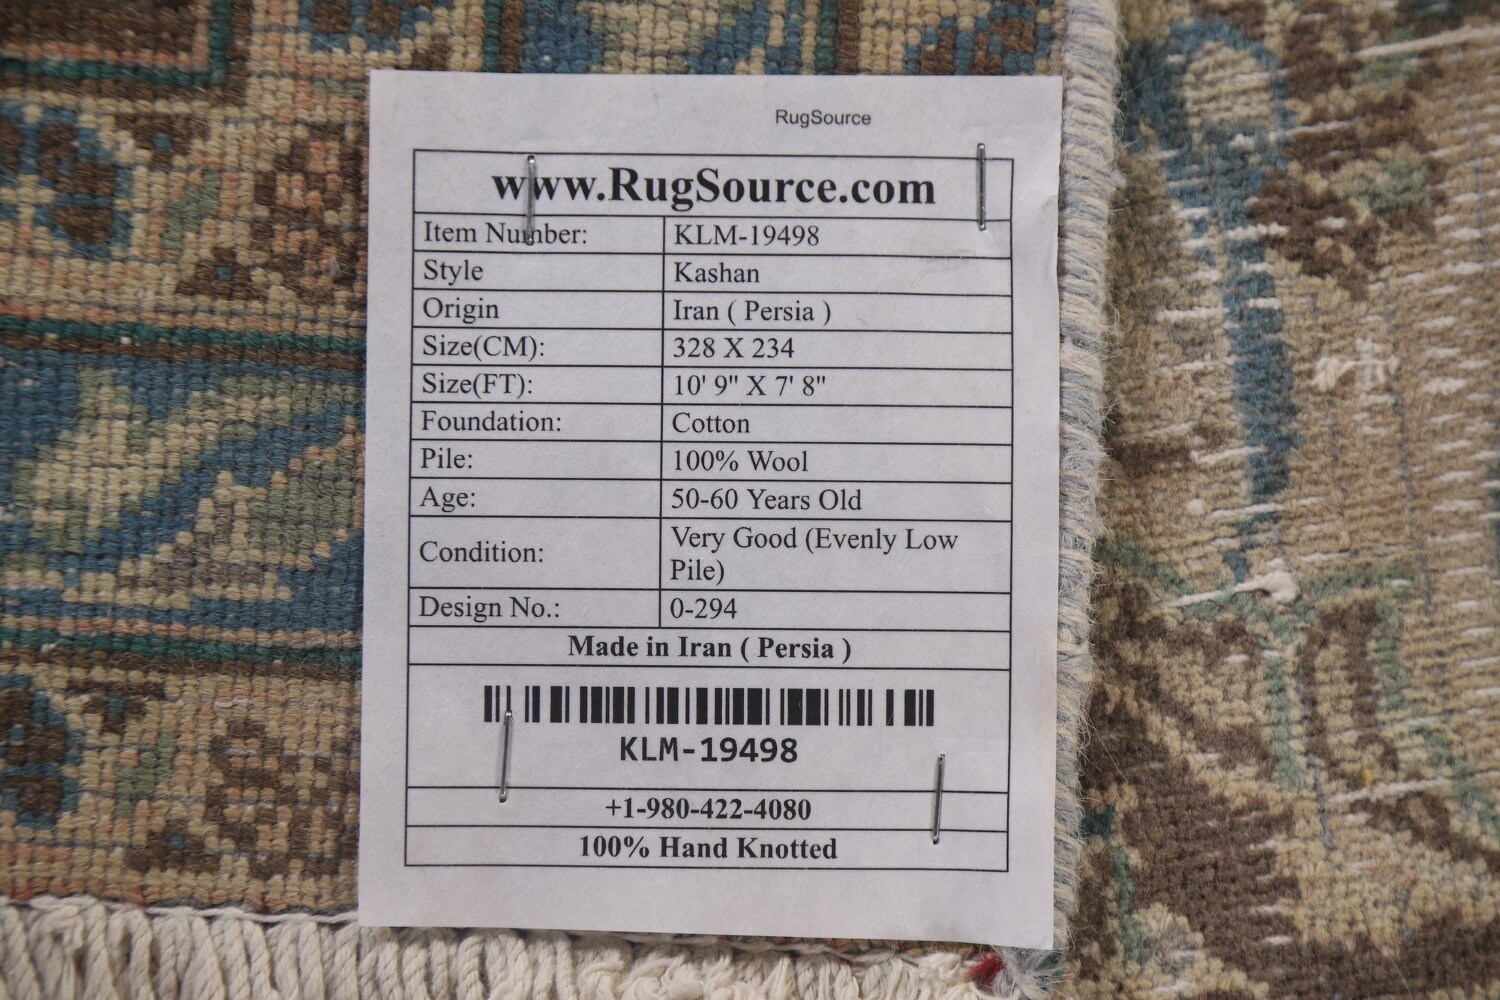 RugSource
www.RugSource.com
Item Number: KLM-19498
Style Kashan
Origin Iran ( Persia )
Size(CM): 328 X 234
Size(FT): 10' 9" X 7' 8"
Foundation: Cotton
Pile: 100% Wool
Age: 50-60 Years Old
Condition: Very Good (Evenly Low
Pile)
Design No.: 0-294
Made in Iran ( Persia )
KLM-19498
+1-980-422-4080
100% Hand Knotted